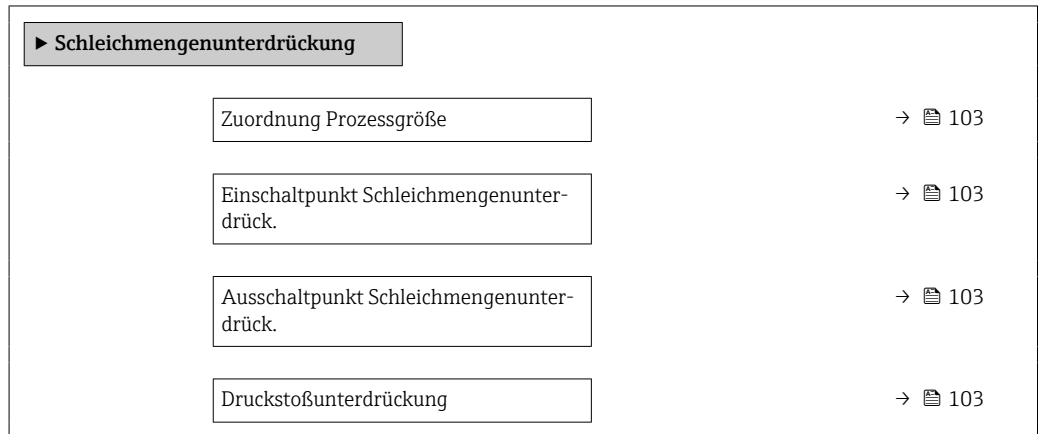 ▶ Schleichmengenunterdrückung
Zuordnung Prozessgröße → 103
Einschaltpunkt Schleichmengenunter- → 103
drück.
Ausschaltpunkt Schleichmengenunter- → 103
drück.
Druckstoßunterdrückung → 103